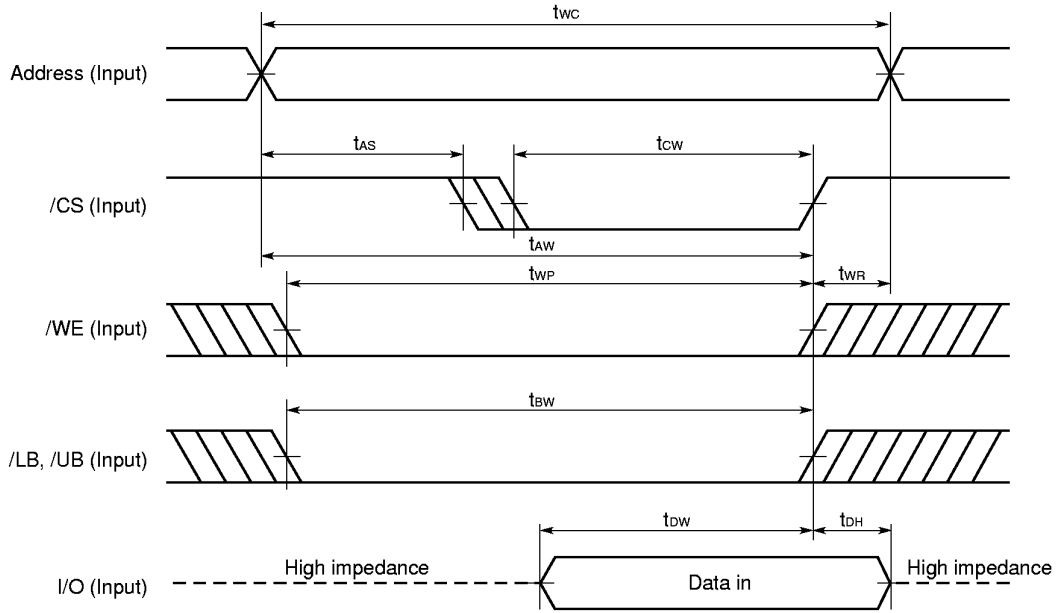 tWC
Address (Input)
tAS
tCW
/CS (Input)
tAW
tWP
tWR
/WE (Input)
tBW
/LB, /UB (Input)
tDW
tDH
High impedance
Data in
High impedance
I/O (Input)